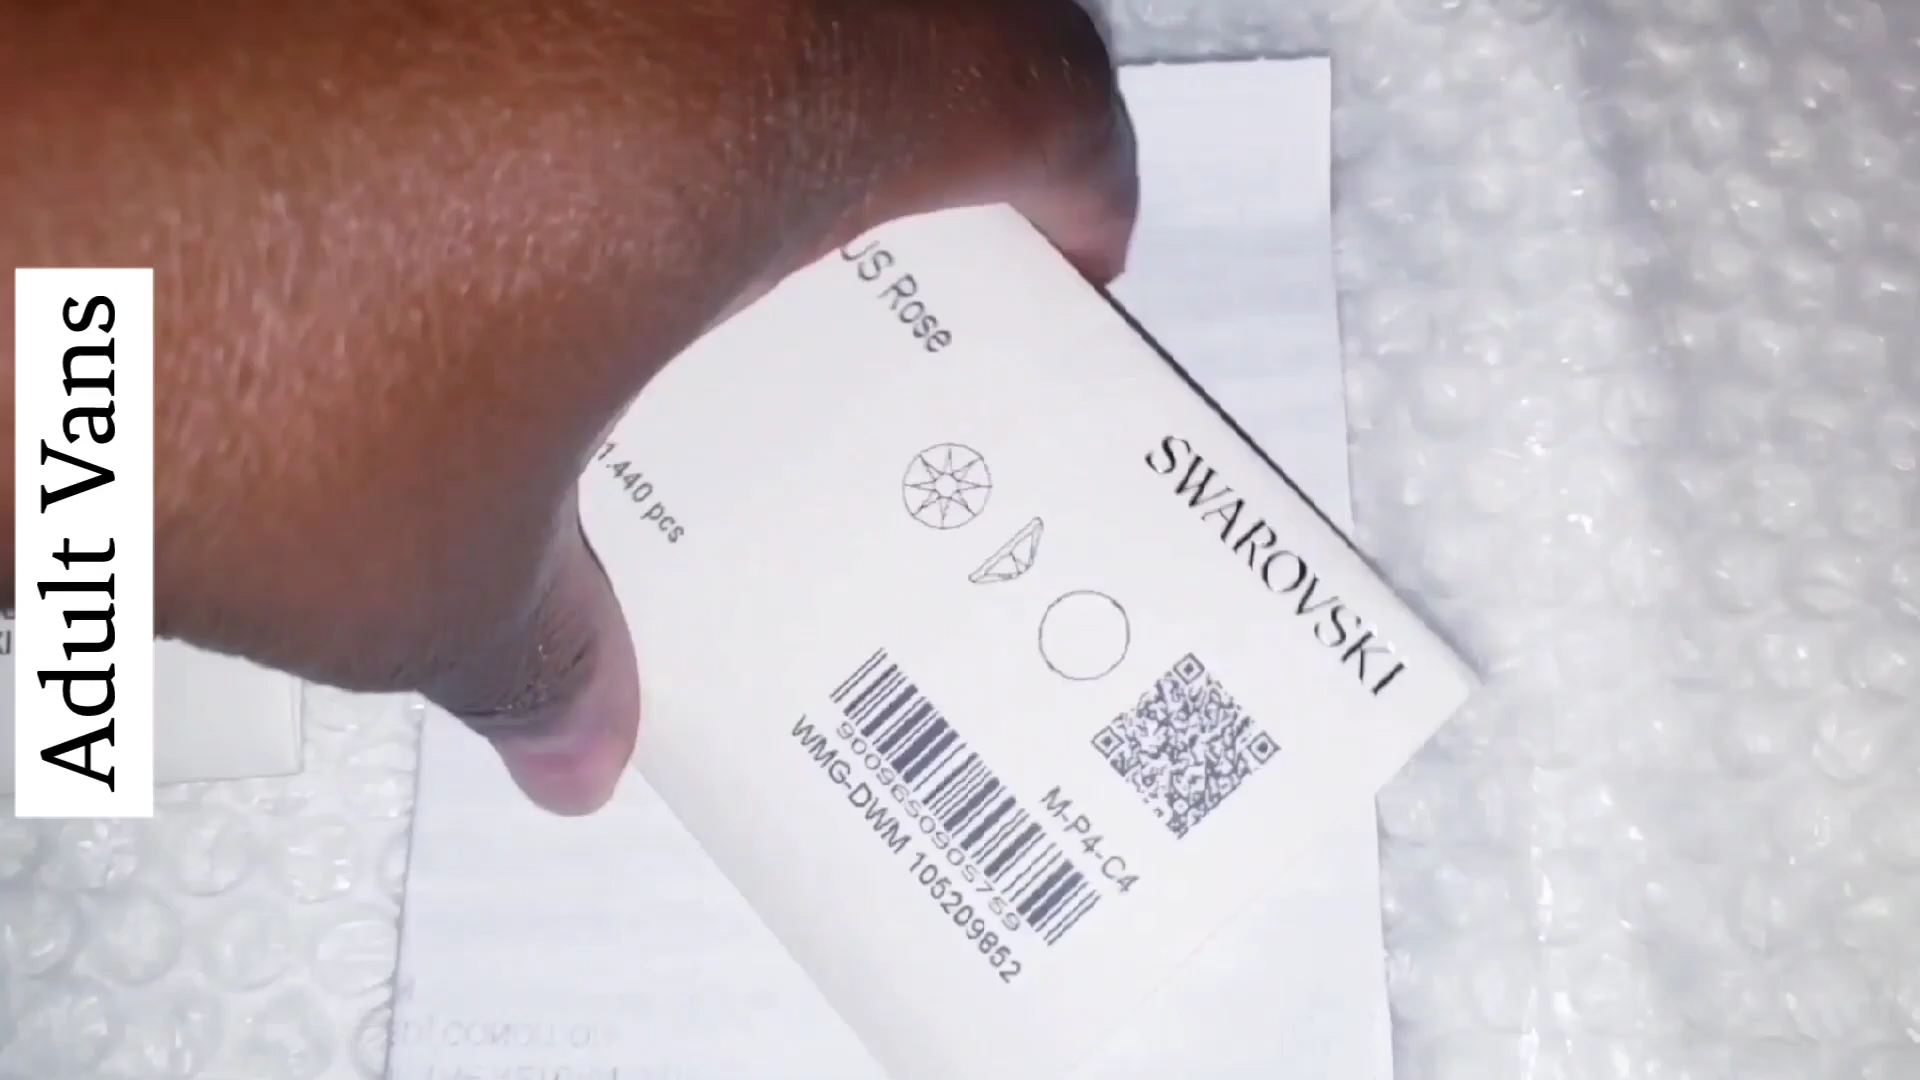 Adult Vans
US Rose
1.440 pcs
SWAROVSKI
M-P4-C4
9009650905759
WMG-DWM 105209852